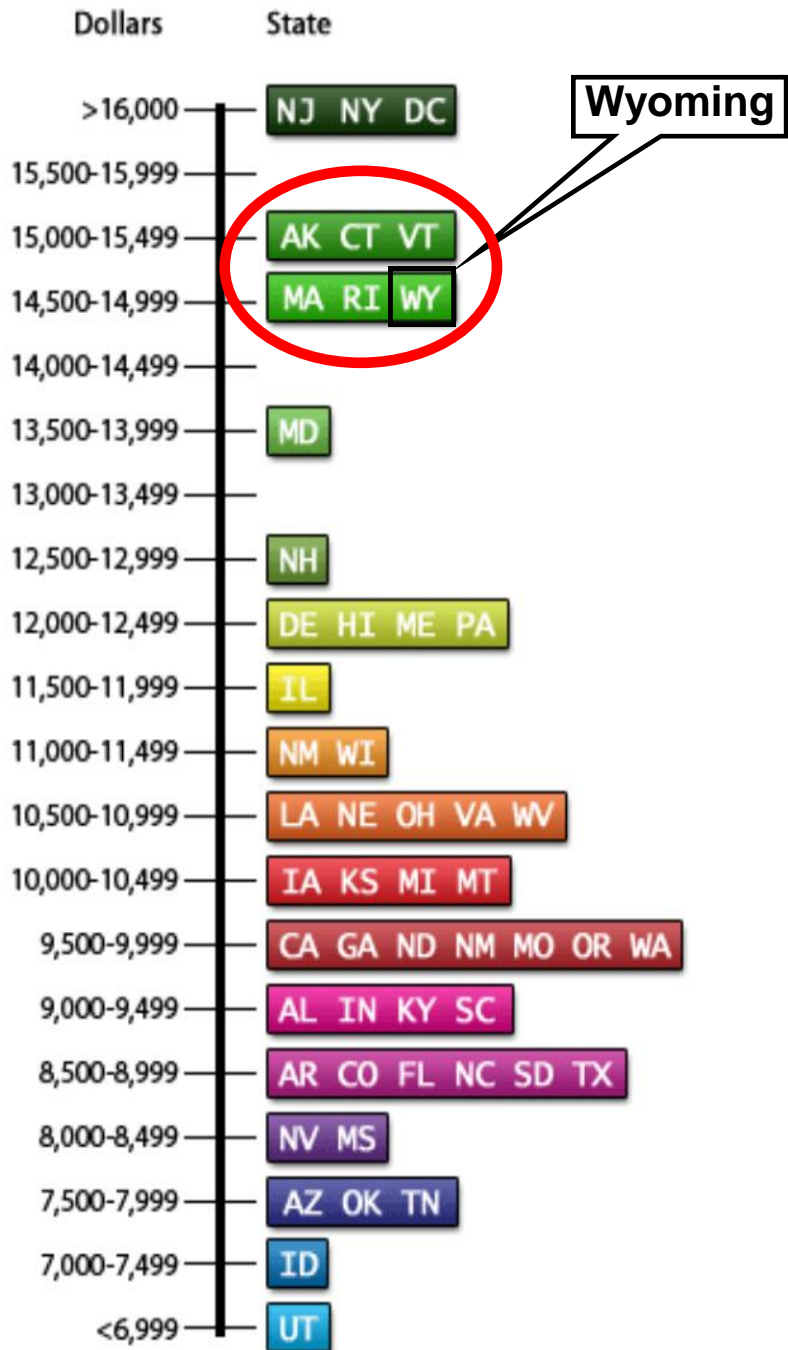 Dollars State
Wyoming
>16,000 NJ NY DC
15,500-15,999
15,000-15,499 AK CT VT
14,500-14,999 MA RI WY
14,000-14,499
13,500-13,999 MD
13,000-13,499
12,500-12,999 NH
12,000-12,499 DE HI ME PA
11,500-11,999 IL
11,000-11,499 NM WI
10,500-10,999 LA NE OH VA WV
10,000-10,499 IA KS MI MT
9,500-9,999 CA GA ND NM MO OR WA
9,000-9,499 AL IN KY SC
8,500-8,999 AR CO FL NC SD TX
8,000-8,499 NV MS
7,500-7,999 AZ OK TN
7,000-7,499 ID
<6,999 UT